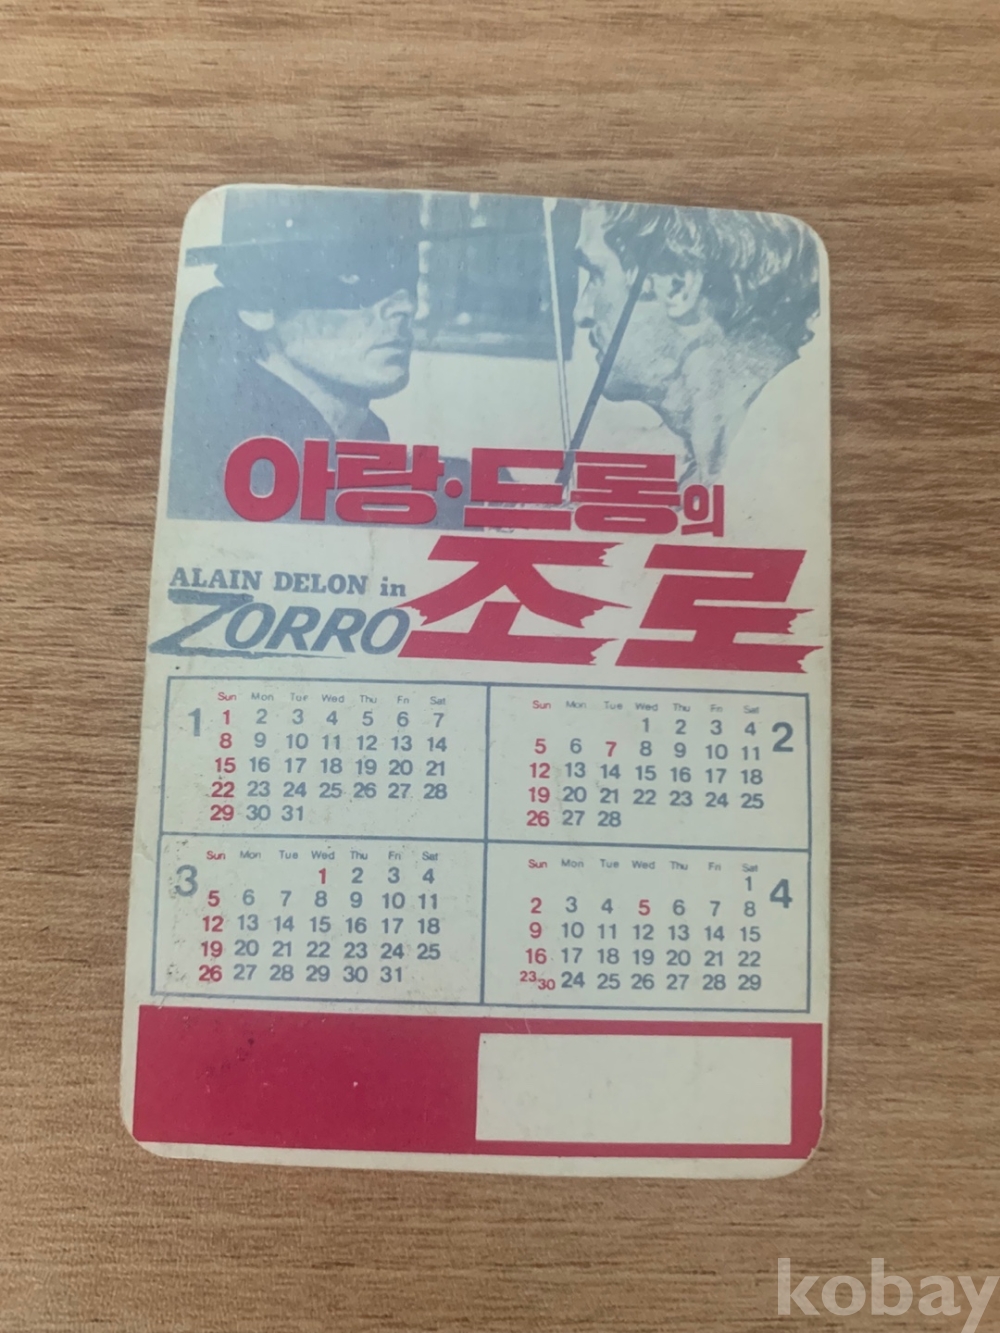 아랑·드롱의
조로
ALAIN DELON in
ZORRO
1
Sun Mon Tue Wed Thu Fri Sat
1 2 3 4 5 6 7
8 9 10 11 12 13 14
15 16 17 18 19 20 21
22 23 24 25 26 27 28
29 30 31
2
Sun Mon Tue Wed Thu Fri Sat
1 2 3 4
5 6 7 8 9 10 11
12 13 14 15 16 17 18
19 20 21 22 23 24 25
26 27 28
3
Sun Mon Tue Wed Thu Fri Sat
1 2 3 4
5 6 7 8 9 10 11
12 13 14 15 16 17 18
19 20 21 22 23 24 25
26 27 28 29 30 31
4
Sun Mon Tue Wed Thu Fri Sat
1
2 3 4 5 6 7 8
9 10 11 12 13 14 15
16 17 18 19 20 21 22
23 30 24 25 26 27 28 29
kobay